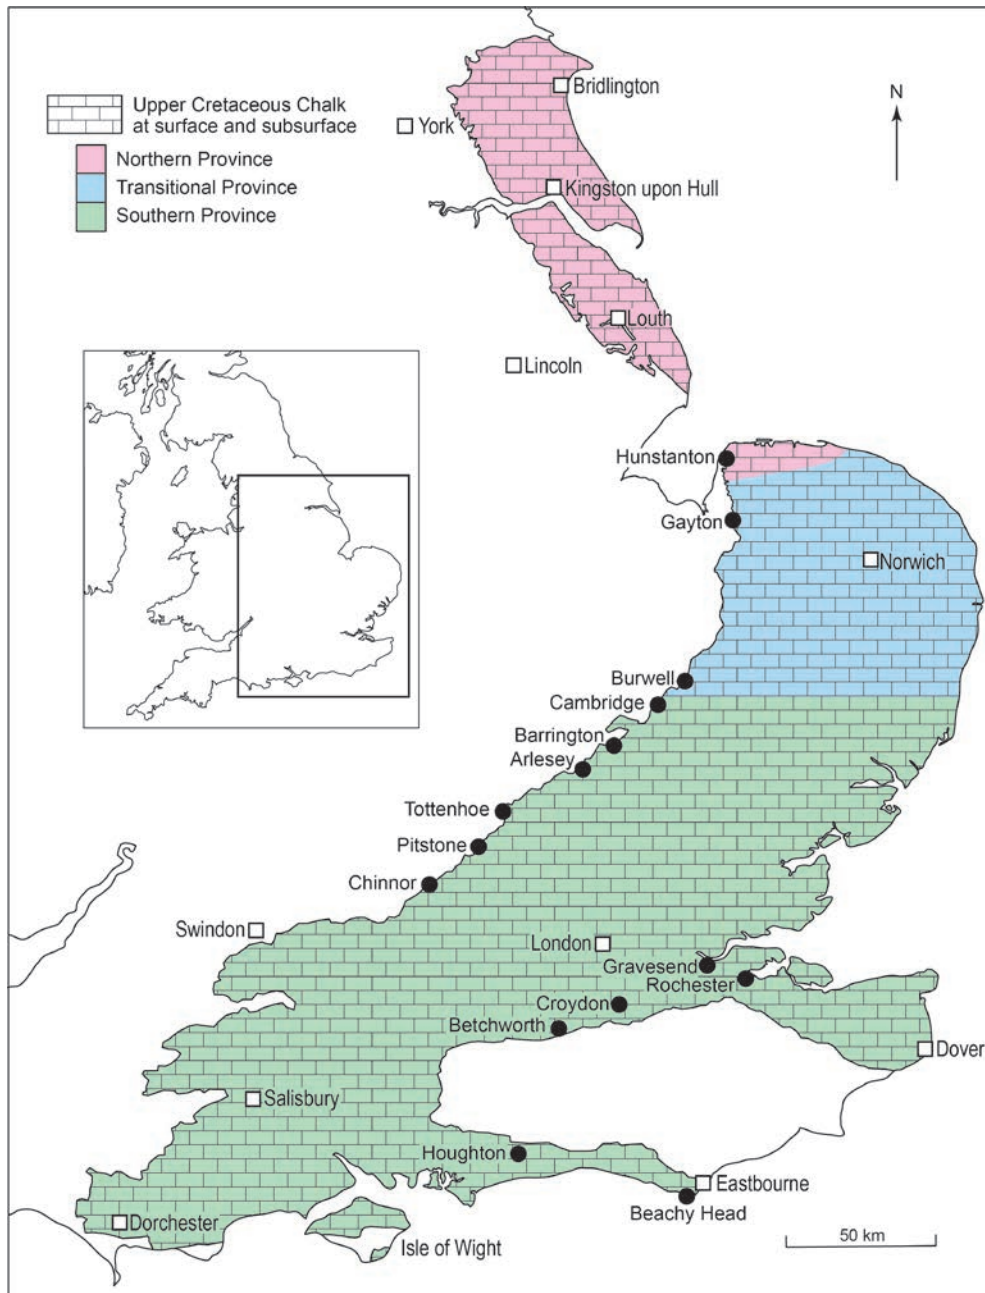 Upper Cretaceous Chalk
at surface and subsurface
Northern Province
Transitional Province
Southern Province
N
Bridlington
York
Kingston upon Hull
Louth
Lincoln
Hunstanton
Gayton
Norwich
Burwell
Cambridge
Barrington
Arlesey
Tottenhoe
Pitstone
Chinnor
Swindon
London
Gravesend
Rochester
Croydon
Betchworth
Dover
Salisbury
Houghton
Eastbourne
Beachy Head
Dorchester
Isle of Wight
50 km